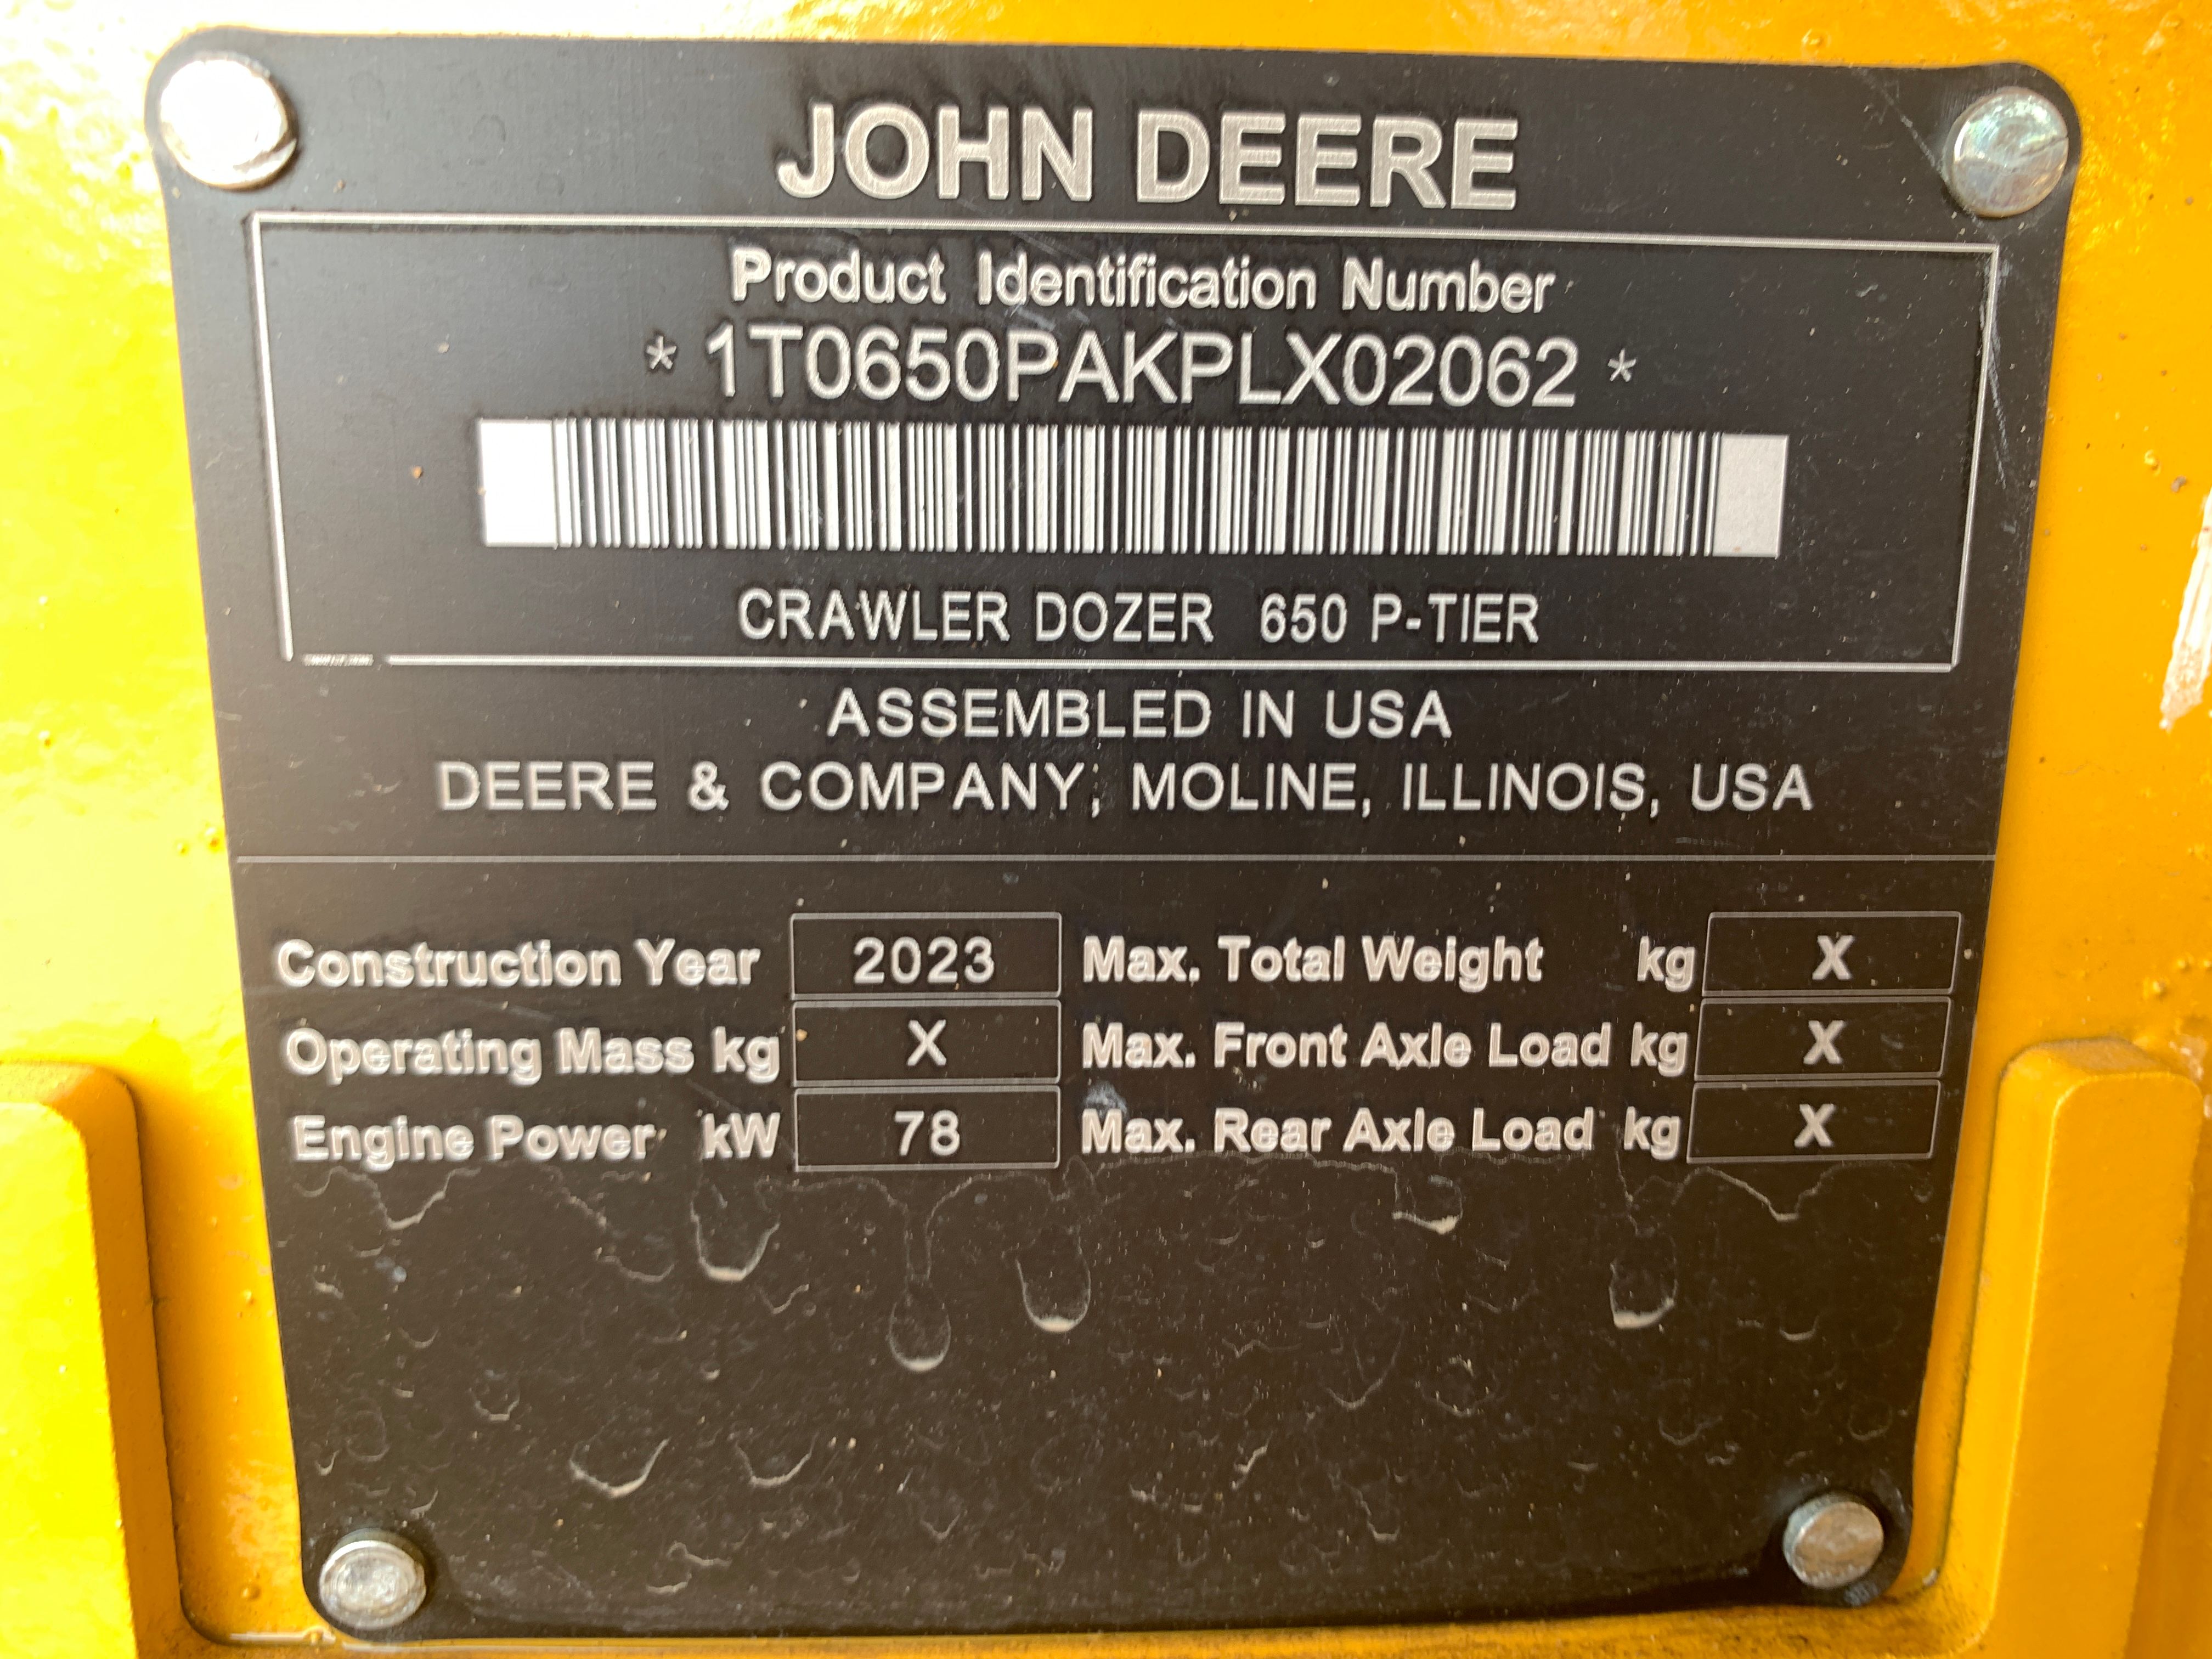 JOHN DEERE
Product Identification Number
* 1T0650PAKPLX02062 *
CRAWLER DOZER 650 P-TIER
ASSEMBLED IN USA
DEERE & COMPANY, MOLINE, ILLINOIS, USA
Construction Year 2023 Max. Total Weight kg X
Operating Mass kg X Max. Front Axle Load kg X
Engine Power kW 78 Max. Rear Axle Load kg X